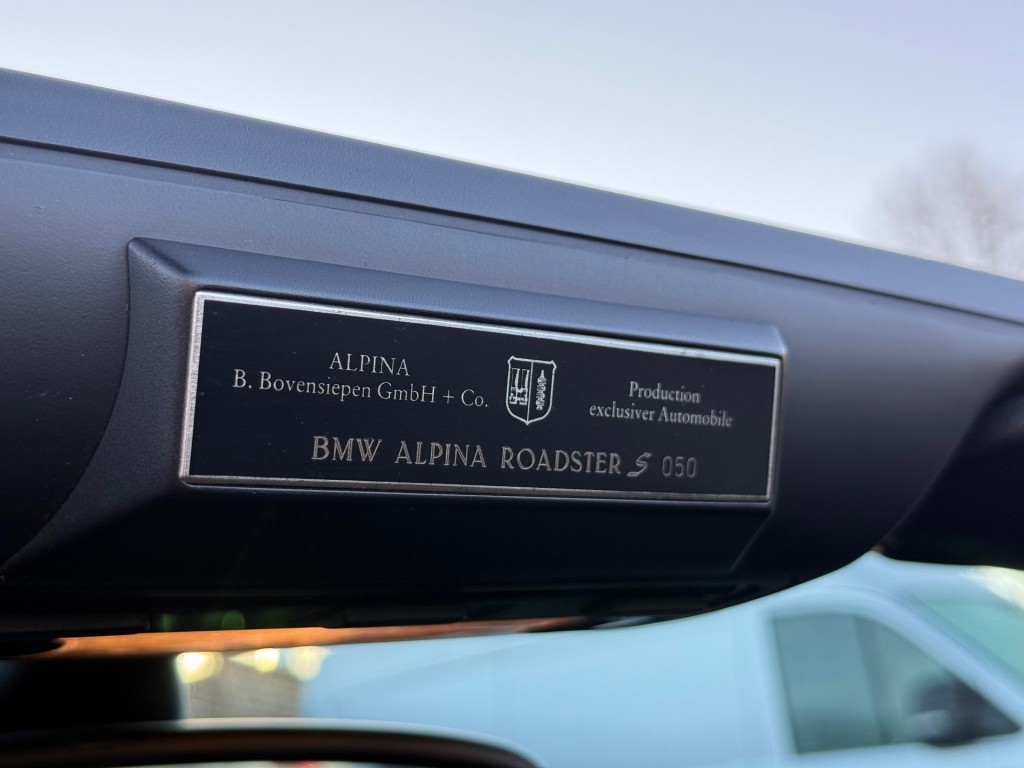 ALPINA
B. Bovensiepen GmbH + Co.
Production
exclusiver Automobile
BMW ALPINA ROADSTER S 050